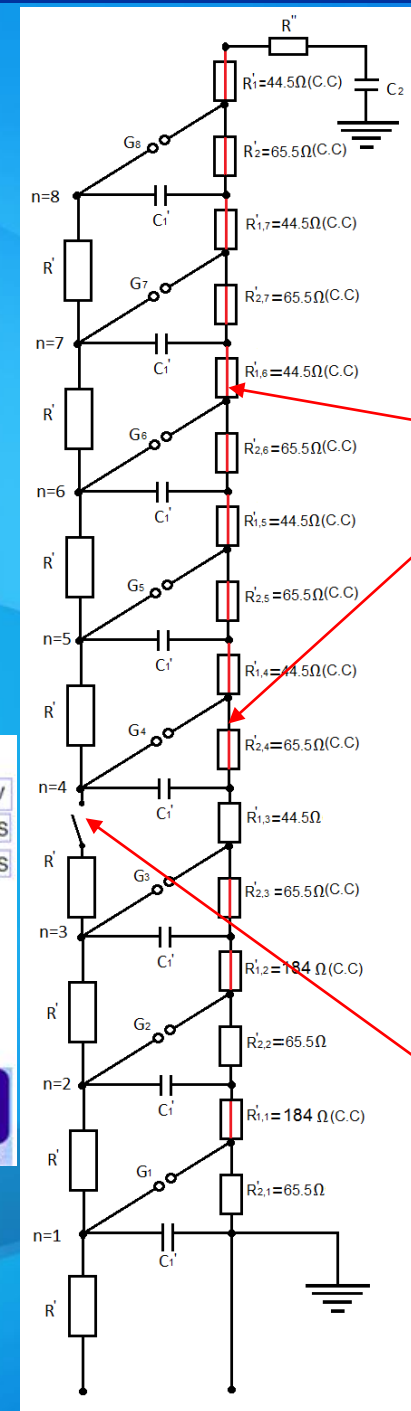 R"
R'1=44.5Ω(C.C)
C2
G8
R'2=65.5Ω(C.C)
n=8
C1'
R'1,7=44.5Ω(C.C)
R'
G7
R'2,7=65.5Ω(C.C)
n=7
C1'
R'1,6=44.5Ω(C.C)
R'
G6
R'2,6=65.5Ω(C.C)
n=6
C1'
R'1,5=44.5Ω(C.C)
R'
G5
R'2,5=65.5Ω(C.C)
n=5
C1'
R'1,4=44.5Ω(C.C)
R'
G4
R'2,4=65.5Ω(C.C)
n=4
C1'
R'1,3=44.5Ω
R'
G3
R'2,3=65.5Ω(C.C)
n=3
C1'
R'1,2=184 Ω(C.C)
R'
G2
R'2,2=65.5Ω
n=2
C1'
R'1,1=184 Ω(C.C)
R'
G1
R'2,1=65.5Ω
n=1
C1'
R'
s
s